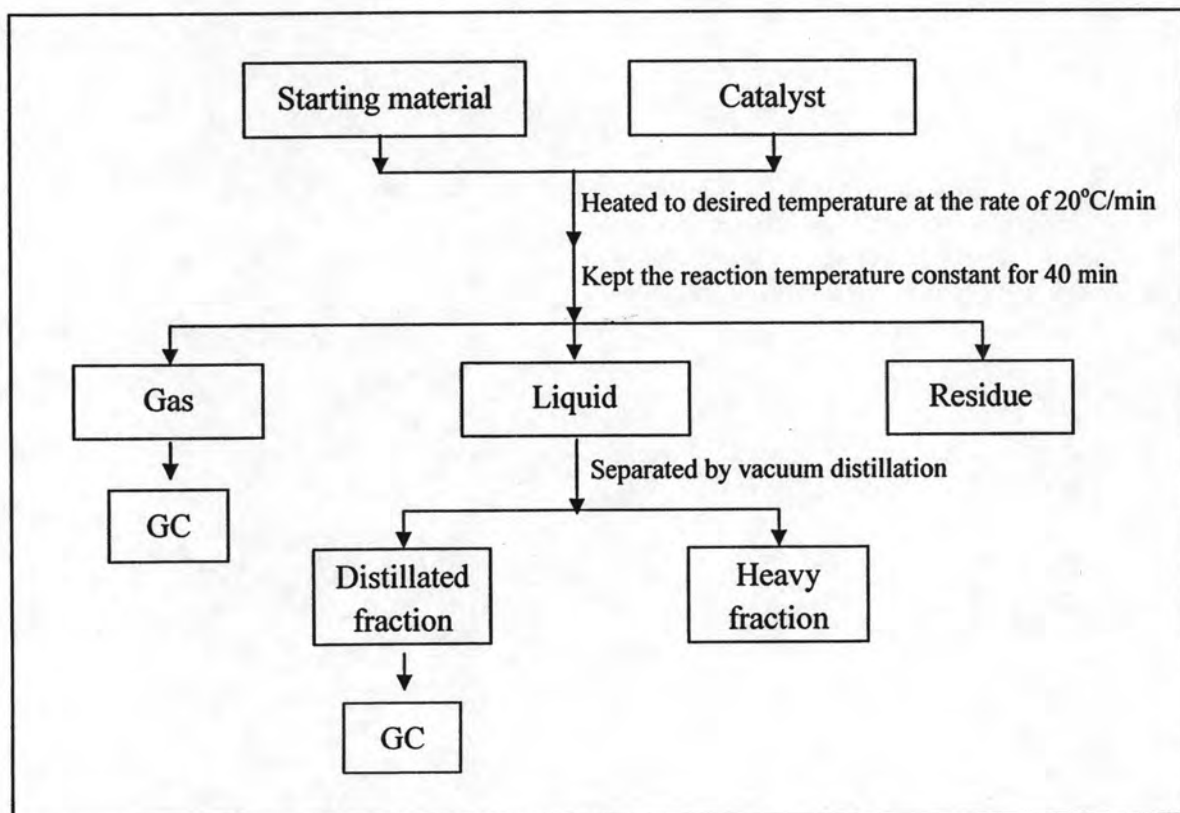 Starting material
Catalyst
Heated to desired temperature at the rate of 20°C/min
Kept the reaction temperature constant for 40 min
Gas
Liquid
Residue
Separated by vacuum distillation
GC
Distillated
fraction
Heavy
fraction
GC